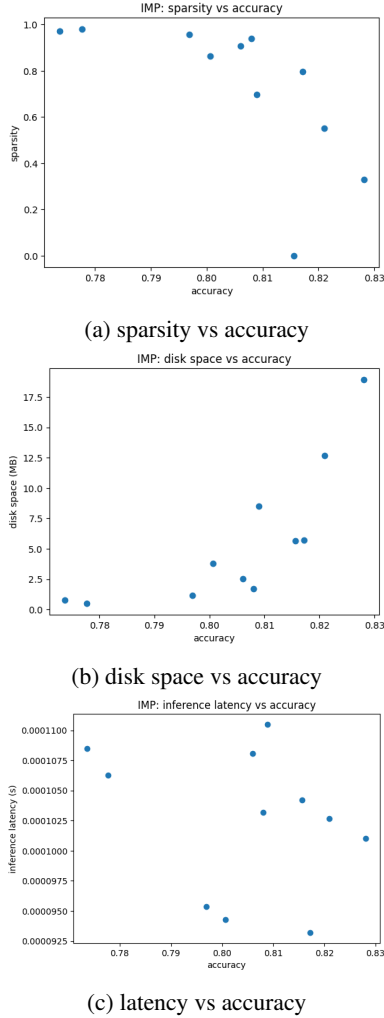 IMP: sparsity vs accuracy
1.0
0.8
0.6
0.4
0.2
0.0
sparsity
0.78 0.79 0.80 0.81 0.82 0.83
accuracy
(a) sparsity vs accuracy
IMP: disk space vs accuracy
17.5
15.0
12.5
10.0
7.5
5.0
2.5
0.0
disk space (MB)
0.78 0.79 0.80 0.81 0.82 0.83
accuracy
(b) disk space vs accuracy
IMP: inference latency vs accuracy
0.0001100
0.0001075
0.0001050
0.0001025
0.0001000
0.0000975
0.0000950
0.0000925
inference latency (s)
0.78 0.79 0.80 0.81 0.82 0.83
accuracy
(c) latency vs accuracy